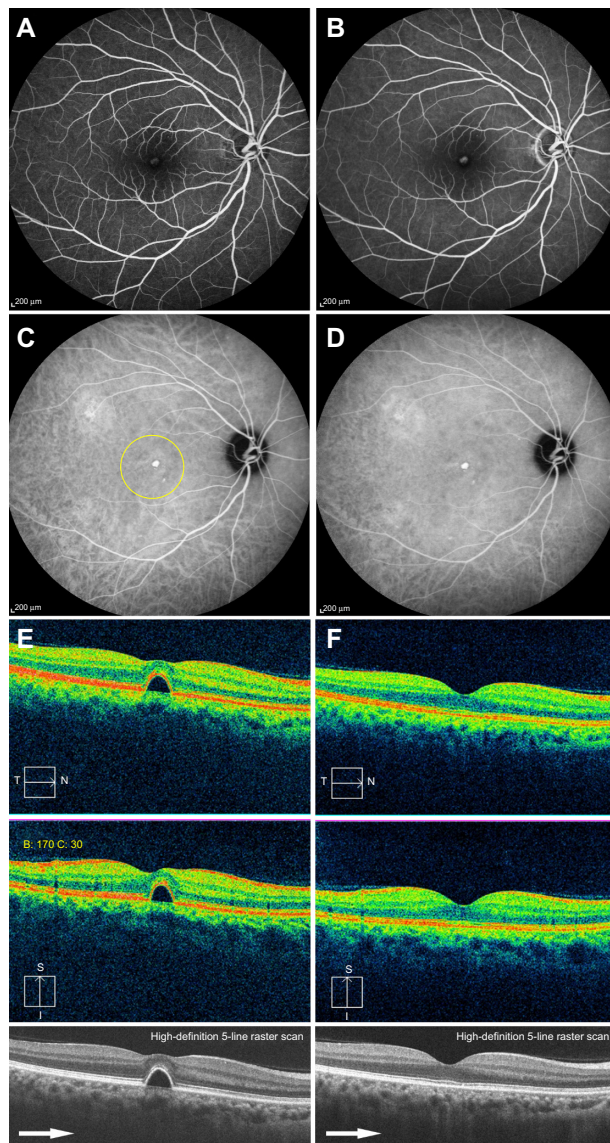 A
B
200 µm
200 µm
C
D
200 µm
200 µm
E
F
T N
T N
B: 170 C: 30
S
I
S
I
High-definition 5-line raster scan
High-definition 5-line raster scan